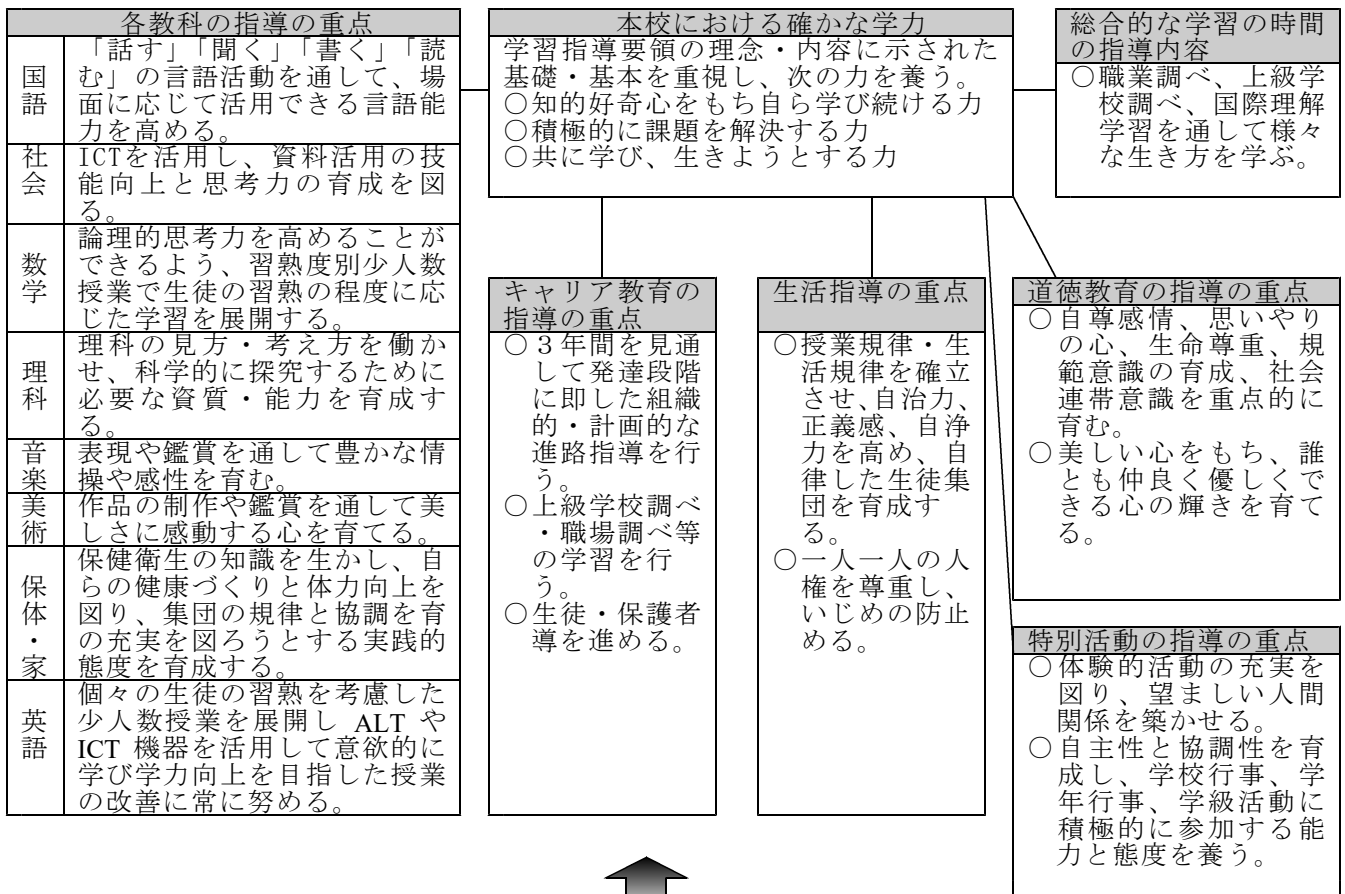 各教科の指導の重点
国語
「話す」「聞く」「書く」「読
む」の言語活動を通して、場
面に応じて活用できる言語能
力を高める。
社会
ICTを活用し、資料活用の技
能向上と思考力の育成を図
る。
数学
論理的思考力を高めることが
できるよう、習熟度別少人数
授業で生徒の習熟の程度に応
じた学習を展開する。
理科
理科の見方・考え方を働か
せ、科学的に探究するために
必要な資質・能力を育成す
る。
音楽
表現や鑑賞を通して豊かな情
操や感性を育む。
美術
作品の制作や鑑賞を通して美
しさに感動する心を育てる。
保体・家
保健衛生の知識を生かし、自
らの健康づくりと体力向上を
図り、集団の規律と協調を育
の充実を図ろうとする実践的
態度を育成する。
英語
個々の生徒の習熟を考慮した
少人数授業を展開し ALT や
ICT 機器を活用して意欲的に
学び学力向上を目指した授業
の改善に常に努める。
本校における確かな学力
学習指導要領の理念・内容に示された
基礎・基本を重視し、次の力を養う。
○知的好奇心をもち自ら学び続ける力
○積極的に課題を解決する力
○共に学び、生きようとする力
総合的な学習の時間
の指導内容
○職業調べ、上級学
校調べ、国際理解
学習を通して様々
な生き方を学ぶ。
キャリア教育の
指導の重点
○３年間を見通
して発達段階
に即した組織
的・計画的な
進路指導を行
う。
○上級学校調べ
・職場調べ等
の学習を行
う。
○生徒・保護者
導を進める。
生活指導の重点
○授業規律・生
活規律を確立
させ、自治力、
正義感、自浄
力を高め、自
律した生徒集
団を育成す
る。
○一人一人の人
権を尊重し、
いじめの防止
める。
道徳教育の指導の重点
○自尊感情、思いやり
の心、生命尊重、規
範意識の育成、社会
連帯意識を重点的に
育む。
○美しい心をもち、誰
とも仲良く優しくで
きる心の輝きを育て
る。
特別活動の指導の重点
○体験的活動の充実を
図り、望ましい人間
関係を築かせる。
○自主性と協調性を育
成し、学校行事、学
年行事、学級活動に
積極的に参加する能
力と態度を養う。